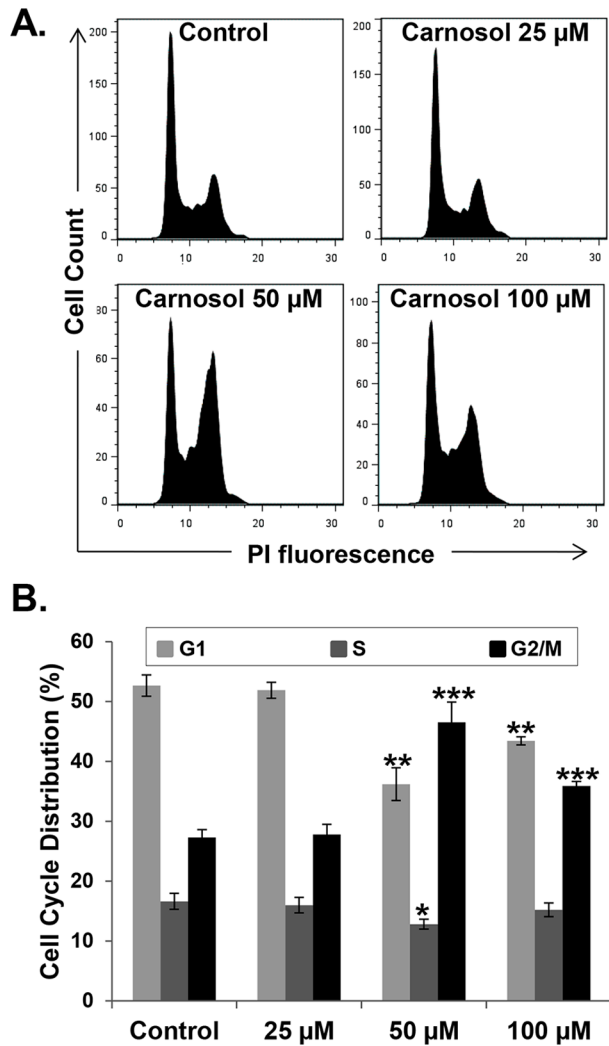 A.
Control
Carnosol 25 µM
200
150
100
50
0
0 10 20 30
200
150
100
50
0
0 10 20 30
Cell Count
Carnosol 50 µM
Carnosol 100 µM
80
60
40
20
0
0 10 20 30
100
80
60
40
20
0
0 10 20 30
PI fluorescence
B.
Cell Cycle Distribution (%)
60
50
40
30
20
10
0
G1 S G2/M
**
*
***
**
***
Control 25 µM 50 µM 100 µM